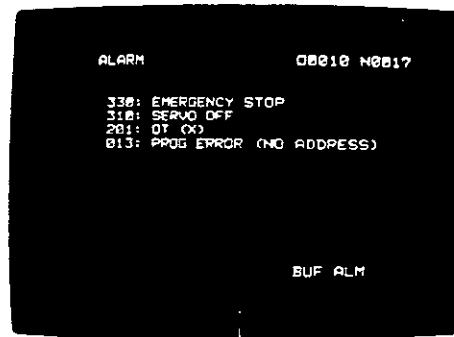 ALARM O0010 N0017
330: EMERGENCY STOP
310: SERVO OFF
201: OT (X)
013: PROG ERROR (NO ADDRESS)
BUF ALM